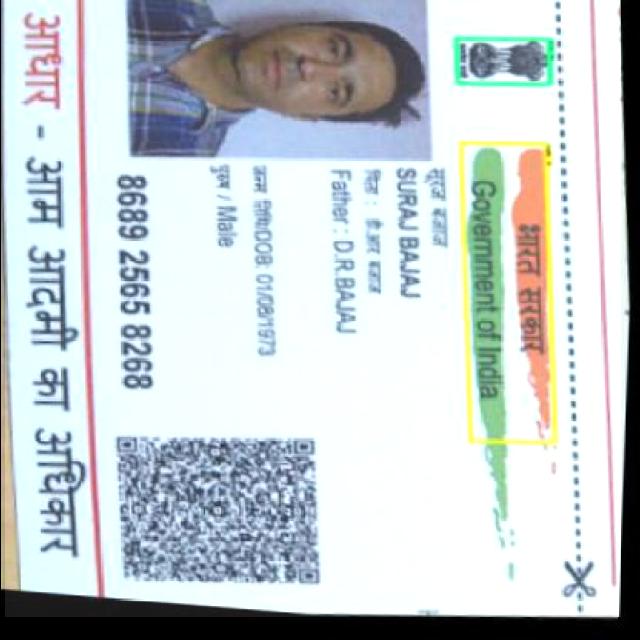 भारत सरकार
Government of India
सूरज बजाज
SURAJ BAJAJ
पिता : डी.आर बजाज
Father : D.R.BAJAJ
जन्म तिथि/DOB: 01/08/1973
पुरुष / Male
8689 2565 8268
आधार - आम आदमी का अधिकार